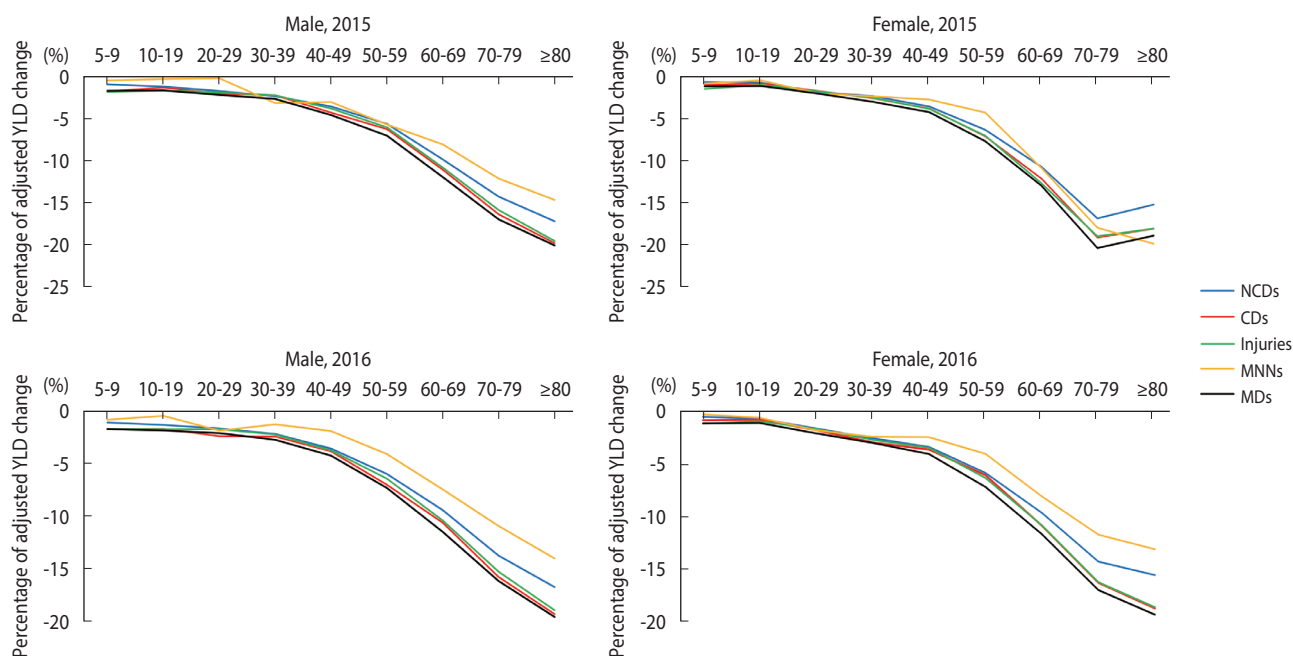 Male, 2015
(%) 5-9 10-19 20-29 30-39 40-49 50-59 60-69 70-79 ≥80
0
-5
-10
-15
-20
-25
Percentage of adjusted YLD change
Female, 2015
(%) 5-9 10-19 20-29 30-39 40-49 50-59 60-69 70-79 ≥80
0
-5
-10
-15
-20
-25
Percentage of adjusted YLD change
NCDs
CDs
Injuries
MNNs
MDs
Male, 2016
(%) 5-9 10-19 20-29 30-39 40-49 50-59 60-69 70-79 ≥80
0
-5
-10
-15
-20
Percentage of adjusted YLD change
Female, 2016
(%) 5-9 10-19 20-29 30-39 40-49 50-59 60-69 70-79 ≥80
0
-5
-10
-15
-20
Percentage of adjusted YLD change